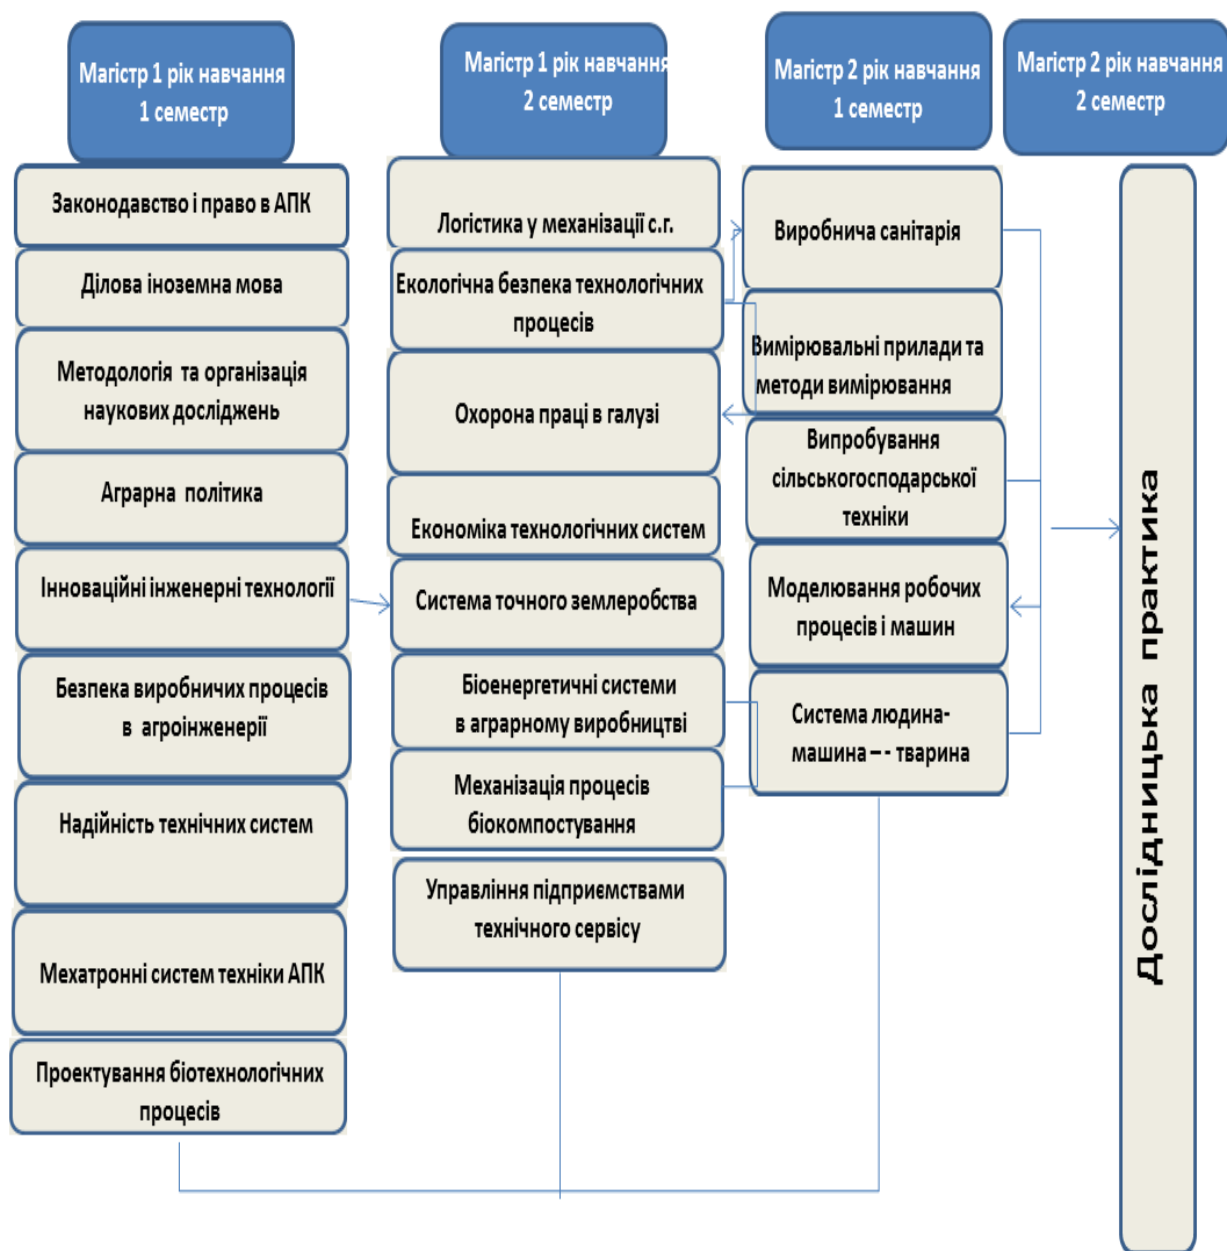 Магістр 1 рік навчання
1 семестр
Законодавство і право в АПК
Ділова іноземна мова
Методологія та організація
наукових досліджень
Аграрна політика
Інноваційні інженерні технології
Безпека виробничих процесів
в агроінженерії
Надійність технічних систем
Мехатронні систем техніки АПК
Проектування біотехнологічних
процесів
Магістр 1 рік навчання
2 семестр
Логістика у механізації с.г.
Екологічна безпека технологічних
процесів
Охорона праці в галузі
Економіка технологічних систем
Система точного землеробства
Біоенергетичні системи
в аграрному виробництві
Механізація процесів
біокомпостування
Управління підприємствами
технічного сервісу
Магістр 2 рік навчання
1 семестр
Виробнича санітарія
Вимірювальні прилади та
методи вимірювання
Випробування
сільськогосподарської
техніки
Моделювання робочих
процесів і машин
Система людина-
машина – - тварина
Магістр 2 рік навчання
2 семестр
Дослідницька практика